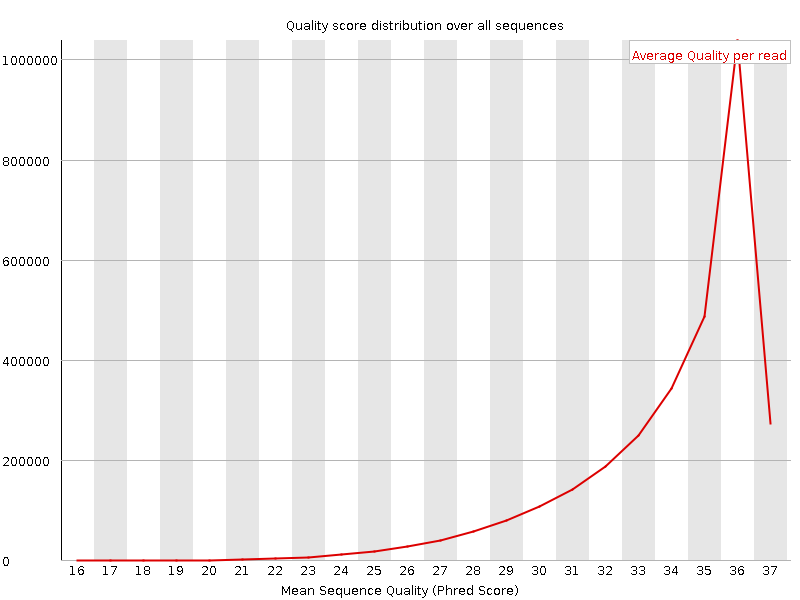 Quality score distribution over all sequences
Average Quality per read
1000000
800000
600000
400000
200000
0
16 17 18 19 20 21 22 23 24 25 26 27 28 29 30 31 32 33 34 35 36 37
Mean Sequence Quality (Phred Score)